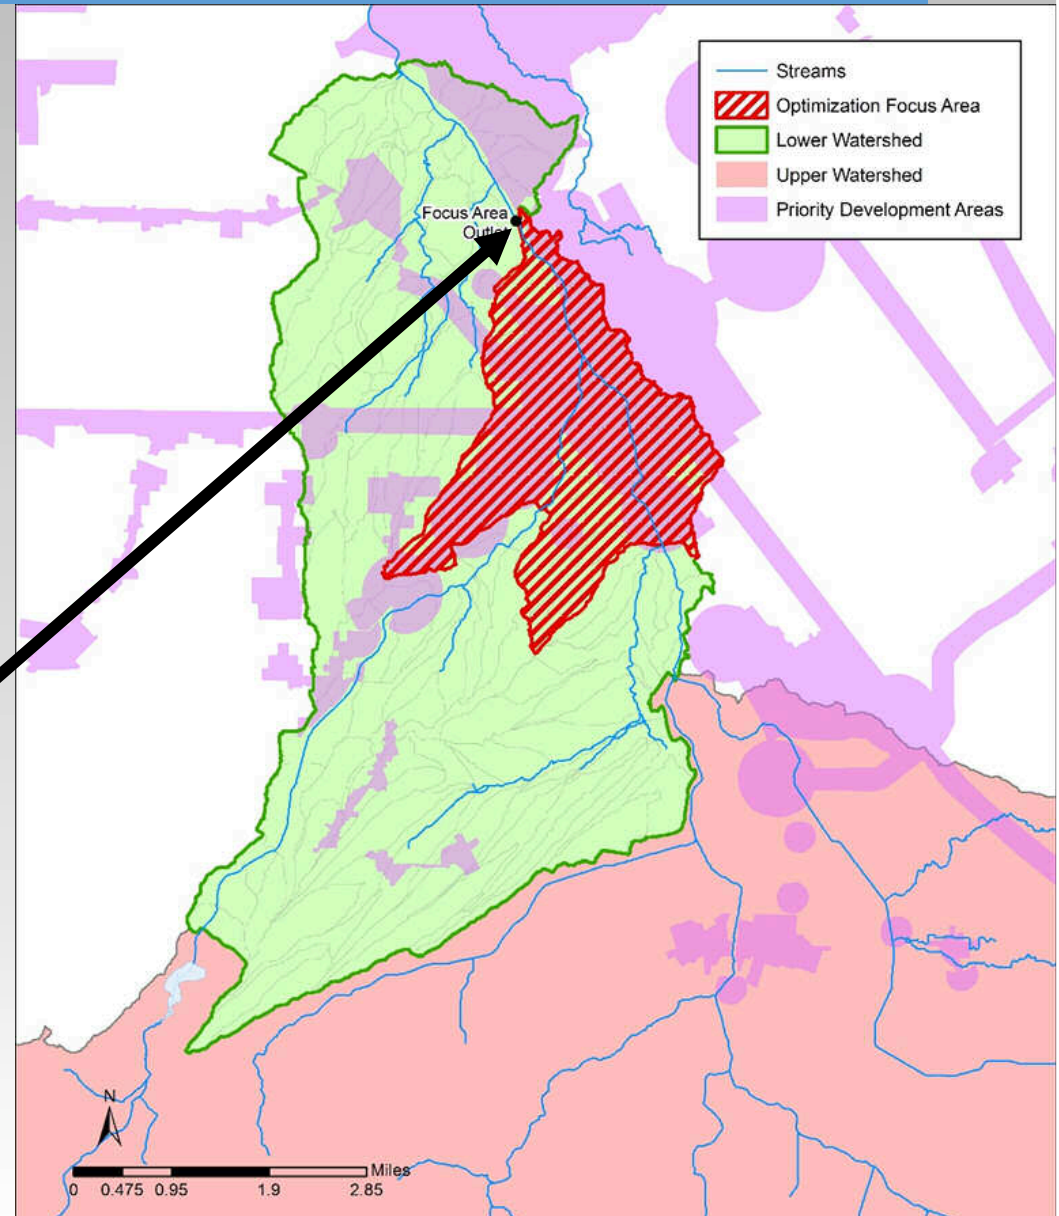 Streams
Optimization Focus Area
Lower Watershed
Upper Watershed
Priority Development Areas
Focus Area
Outlet
N
Miles
0 0.475 0.95 1.9 2.85